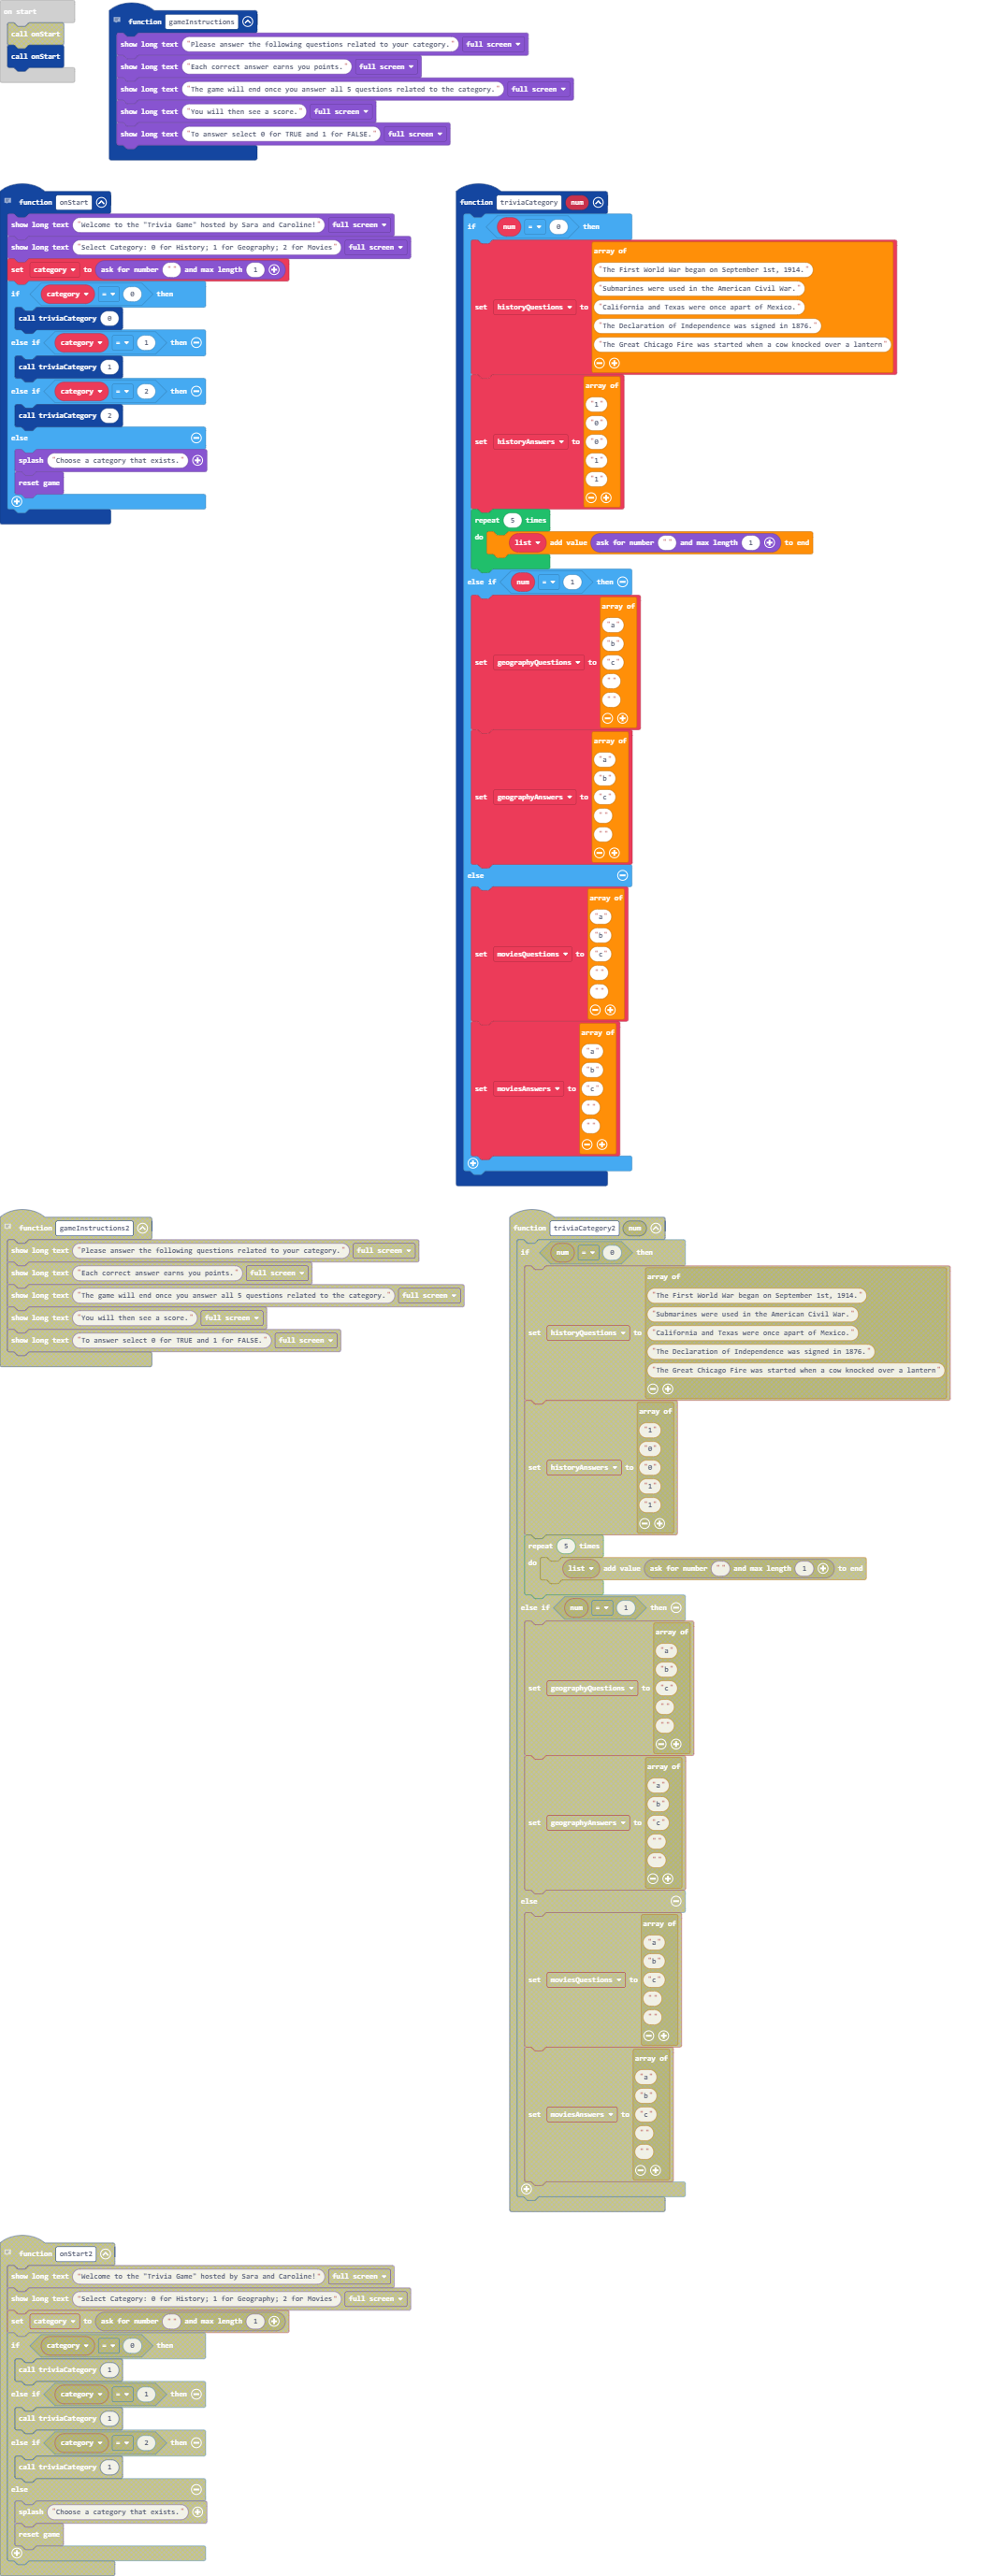 on start
call onStart
call onStart
function gameInstructions
show long text "Please answer the following questions related to your category." full screen
show long text "Each correct answer earns you points." full screen
show long text "The game will end once you answer all 5 questions related to the category." full screen
show long text "You will then see a score." full screen
show long text "To answer select 0 for TRUE and 1 for FALSE." full screen
function onStart
show long text "Welcome to the "Trivia Game" hosted by Sara and Caroline!" full screen
show long text "Select Category: 0 for History; 1 for Geography; 2 for Movies" full screen
set category to ask for number "" and max length 1
if category = 0 then
call triviaCategory 0
else if category = 1 then
call triviaCategory 1
else if category = 2 then
call triviaCategory 2
else
splash "Choose a category that exists."
reset game
function triviaCategory num
if num = 0 then
set historyQuestions to array of
"The First World War began on September 1st, 1914."
"Submarines were used in the American Civil War."
"California and Texas were once apart of Mexico."
"The Declaration of Independence was signed in 1876."
"The Great Chicago Fire was started when a cow knocked over a lantern"
set historyAnswers to array of
"1"
"0"
"0"
"1"
"1"
repeat 5 times
do list add value ask for number "" and max length 1 to end
else if num = 1 then
set geographyQuestions to array of
"a"
"b"
"c"
""
""
set geographyAnswers to array of
"a"
"b"
"c"
""
""
else
set moviesQuestions to array of
"a"
"b"
"c"
""
""
set moviesAnswers to array of
"a"
"b"
"c"
""
""
function gameInstructions2
show long text "Please answer the following questions related to your category." full screen
show long text "Each correct answer earns you points." full screen
show long text "The game will end once you answer all 5 questions related to the category." full screen
show long text "You will then see a score." full screen
show long text "To answer select 0 for TRUE and 1 for FALSE." full screen
function triviaCategory2 num
if num = 0 then
set historyQuestions to array of
"The First World War began on September 1st, 1914."
"Submarines were used in the American Civil War."
"California and Texas were once apart of Mexico."
"The Declaration of Independence was signed in 1876."
"The Great Chicago Fire was started when a cow knocked over a lantern"
set historyAnswers to array of
"1"
"0"
"0"
"1"
"1"
repeat 5 times
do list add value ask for number "" and max length 1 to end
else if num = 1 then
set geographyQuestions to array of
"a"
"b"
"c"
""
""
set geographyAnswers to array of
"a"
"b"
"c"
""
""
else
set moviesQuestions to array of
"a"
"b"
"c"
""
""
set moviesAnswers to array of
"a"
"b"
"c"
""
""
function onStart2
show long text "Welcome to the "Trivia Game" hosted by Sara and Caroline!" full screen
show long text "Select Category: 0 for History; 1 for Geography; 2 for Movies" full screen
set category to ask for number "" and max length 1
if category = 0 then
call triviaCategory 1
else if category = 1 then
call triviaCategory 1
else if category = 2 then
call triviaCategory 1
else
splash "Choose a category that exists."
reset game